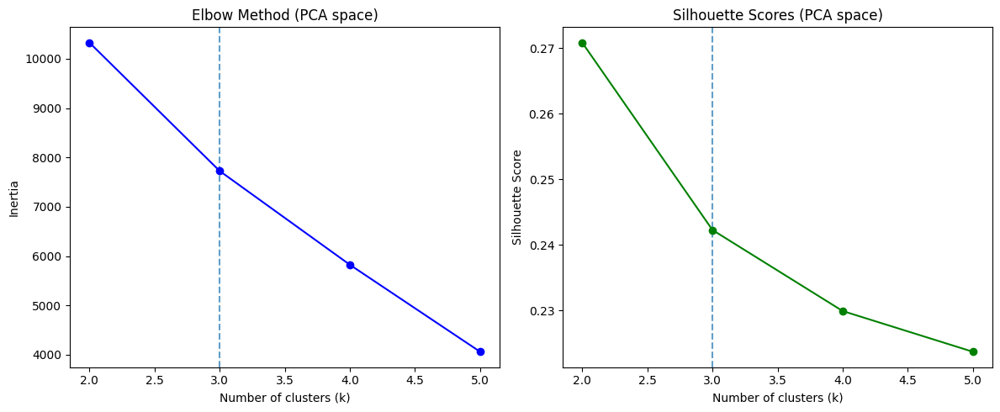 Elbow Method (PCA space)
Inertia
10000
9000
8000
7000
6000
5000
4000
2.0 2.5 3.0 3.5 4.0 4.5 5.0
Number of clusters (k)
Silhouette Scores (PCA space)
Silhouette Score
0.27
0.26
0.25
0.24
0.23
2.0 2.5 3.0 3.5 4.0 4.5 5.0
Number of clusters (k)